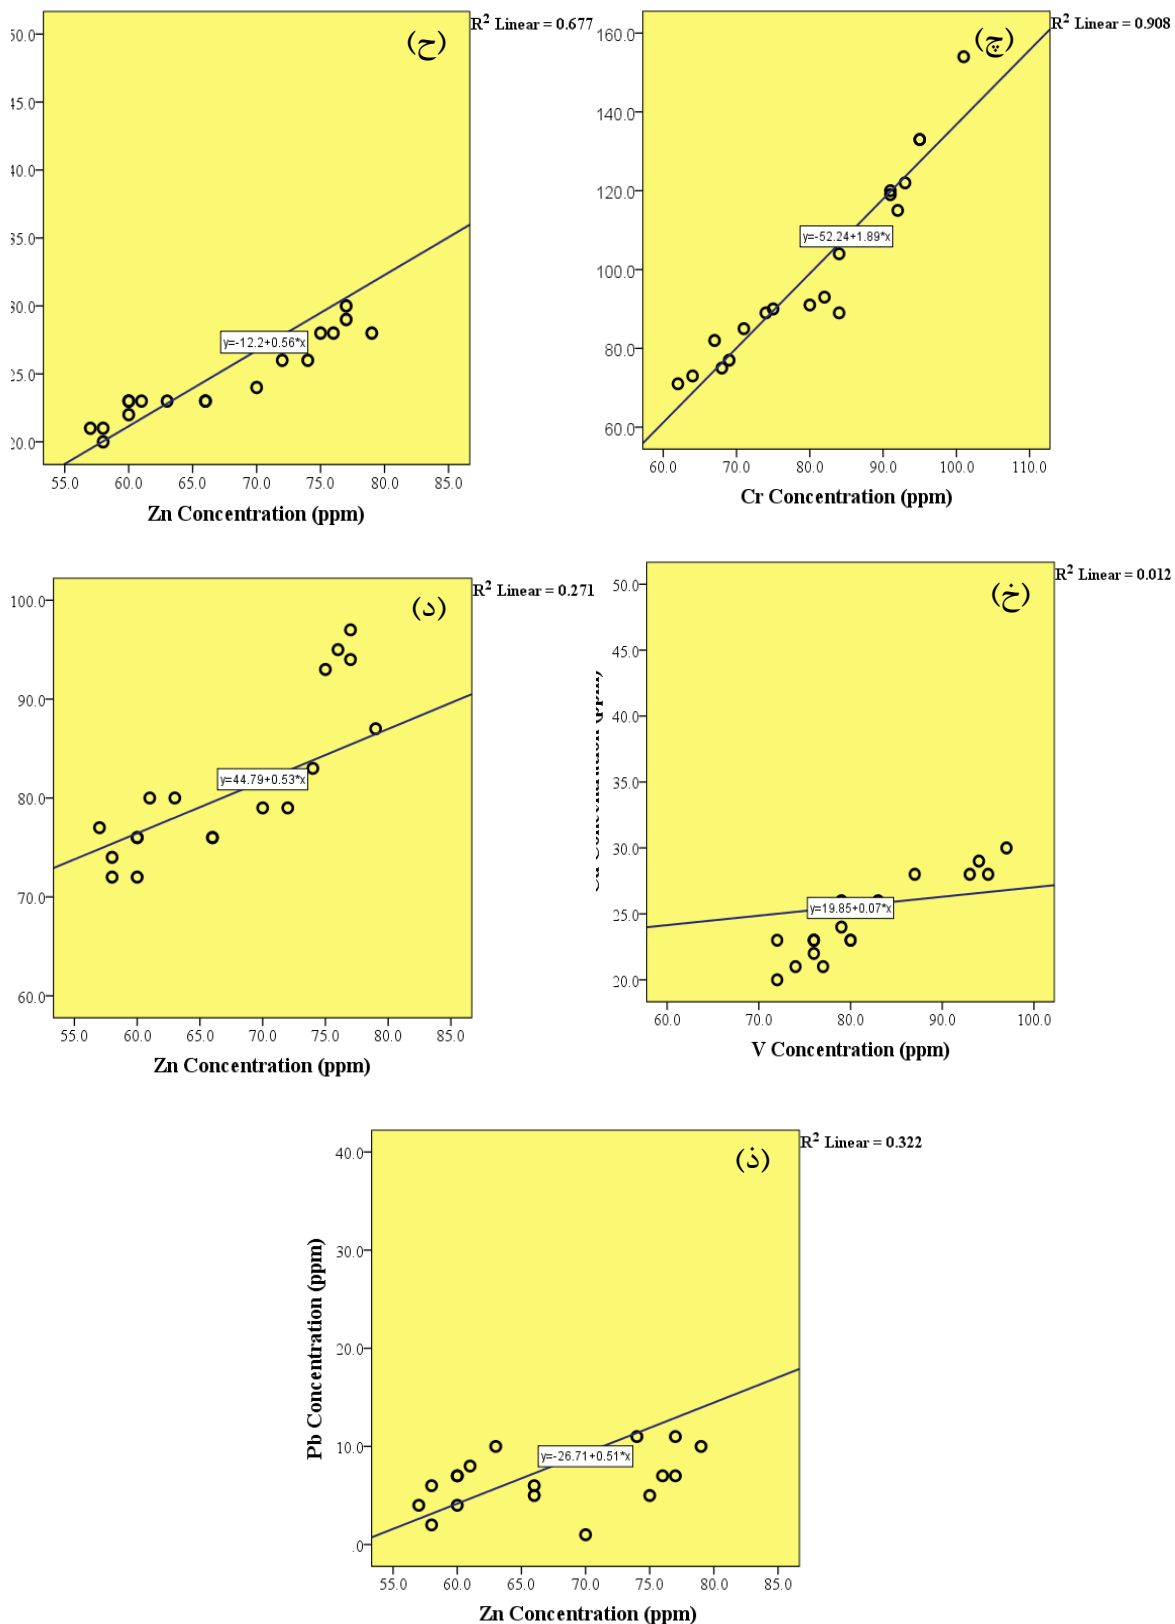 R² Linear = 0.677
(ح)
45.0
40.0
35.0
30.0
25.0
20.0
y=-12.2+0.56*x
55.0 60.0 65.0 70.0 75.0 80.0 85.0
Zn Concentration (ppm)
R² Linear = 0.908
(چ)
160.0
140.0
120.0
100.0
80.0
60.0
y=-52.24+1.89*x
60.0 70.0 80.0 90.0 100.0 110.0
Cr Concentration (ppm)
R² Linear = 0.271
(د)
100.0
90.0
80.0
70.0
60.0
y=44.79+0.53*x
55.0 60.0 65.0 70.0 75.0 80.0 85.0
Zn Concentration (ppm)
R² Linear = 0.012
(خ)
50.0
45.0
40.0
35.0
30.0
25.0
20.0
y=19.85+0.07*x
60.0 70.0 80.0 90.0 100.0
V Concentration (ppm)
R² Linear = 0.322
(ذ)
Pb Concentration (ppm)
40.0
30.0
20.0
10.0
.0
y=-26.71+0.51*x
55.0 60.0 65.0 70.0 75.0 80.0 85.0
Zn Concentration (ppm)